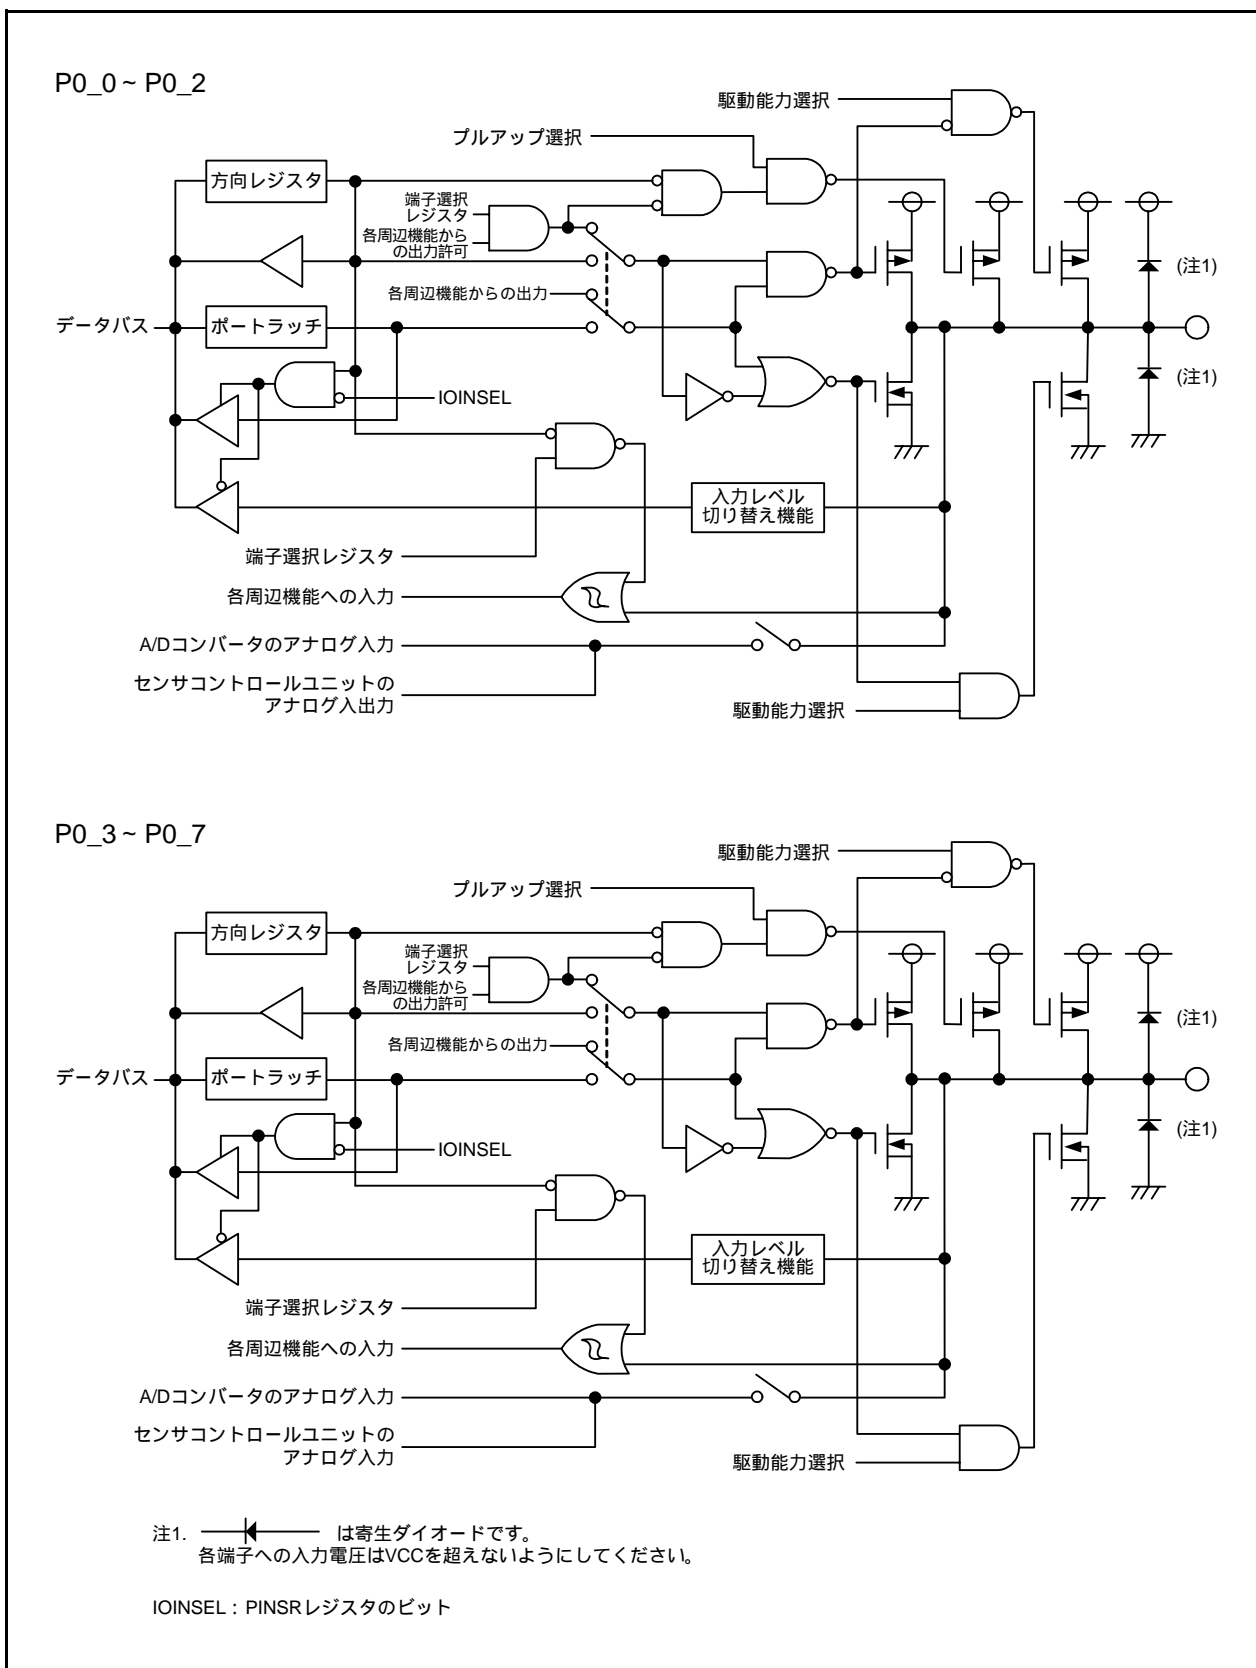 P0_0 ~ P0_2
駆動能力選択
プルアップ選択
方向レジスタ
端子選択
レジスタ
各周辺機能から
の出力許可
(注1)
各周辺機能からの出力
データバス
ポートラッチ
(注1)
IOINSEL
入力レベル
切り替え機能
端子選択レジスタ
各周辺機能への入力
A/Dコンバータのアナログ入力
センサコントロールユニットの
アナログ入出力
駆動能力選択
P0_3 ~ P0_7
駆動能力選択
プルアップ選択
方向レジスタ
端子選択
レジスタ
各周辺機能から
の出力許可
(注1)
各周辺機能からの出力
データバス
ポートラッチ
(注1)
IOINSEL
入力レベル
切り替え機能
端子選択レジスタ
各周辺機能への入力
A/Dコンバータのアナログ入力
センサコントロールユニットの
アナログ入力
駆動能力選択
注1. は寄生ダイオードです。
各端子への入力電圧はVCCを超えないようにしてください。
IOINSEL : PINSRレジスタのビット